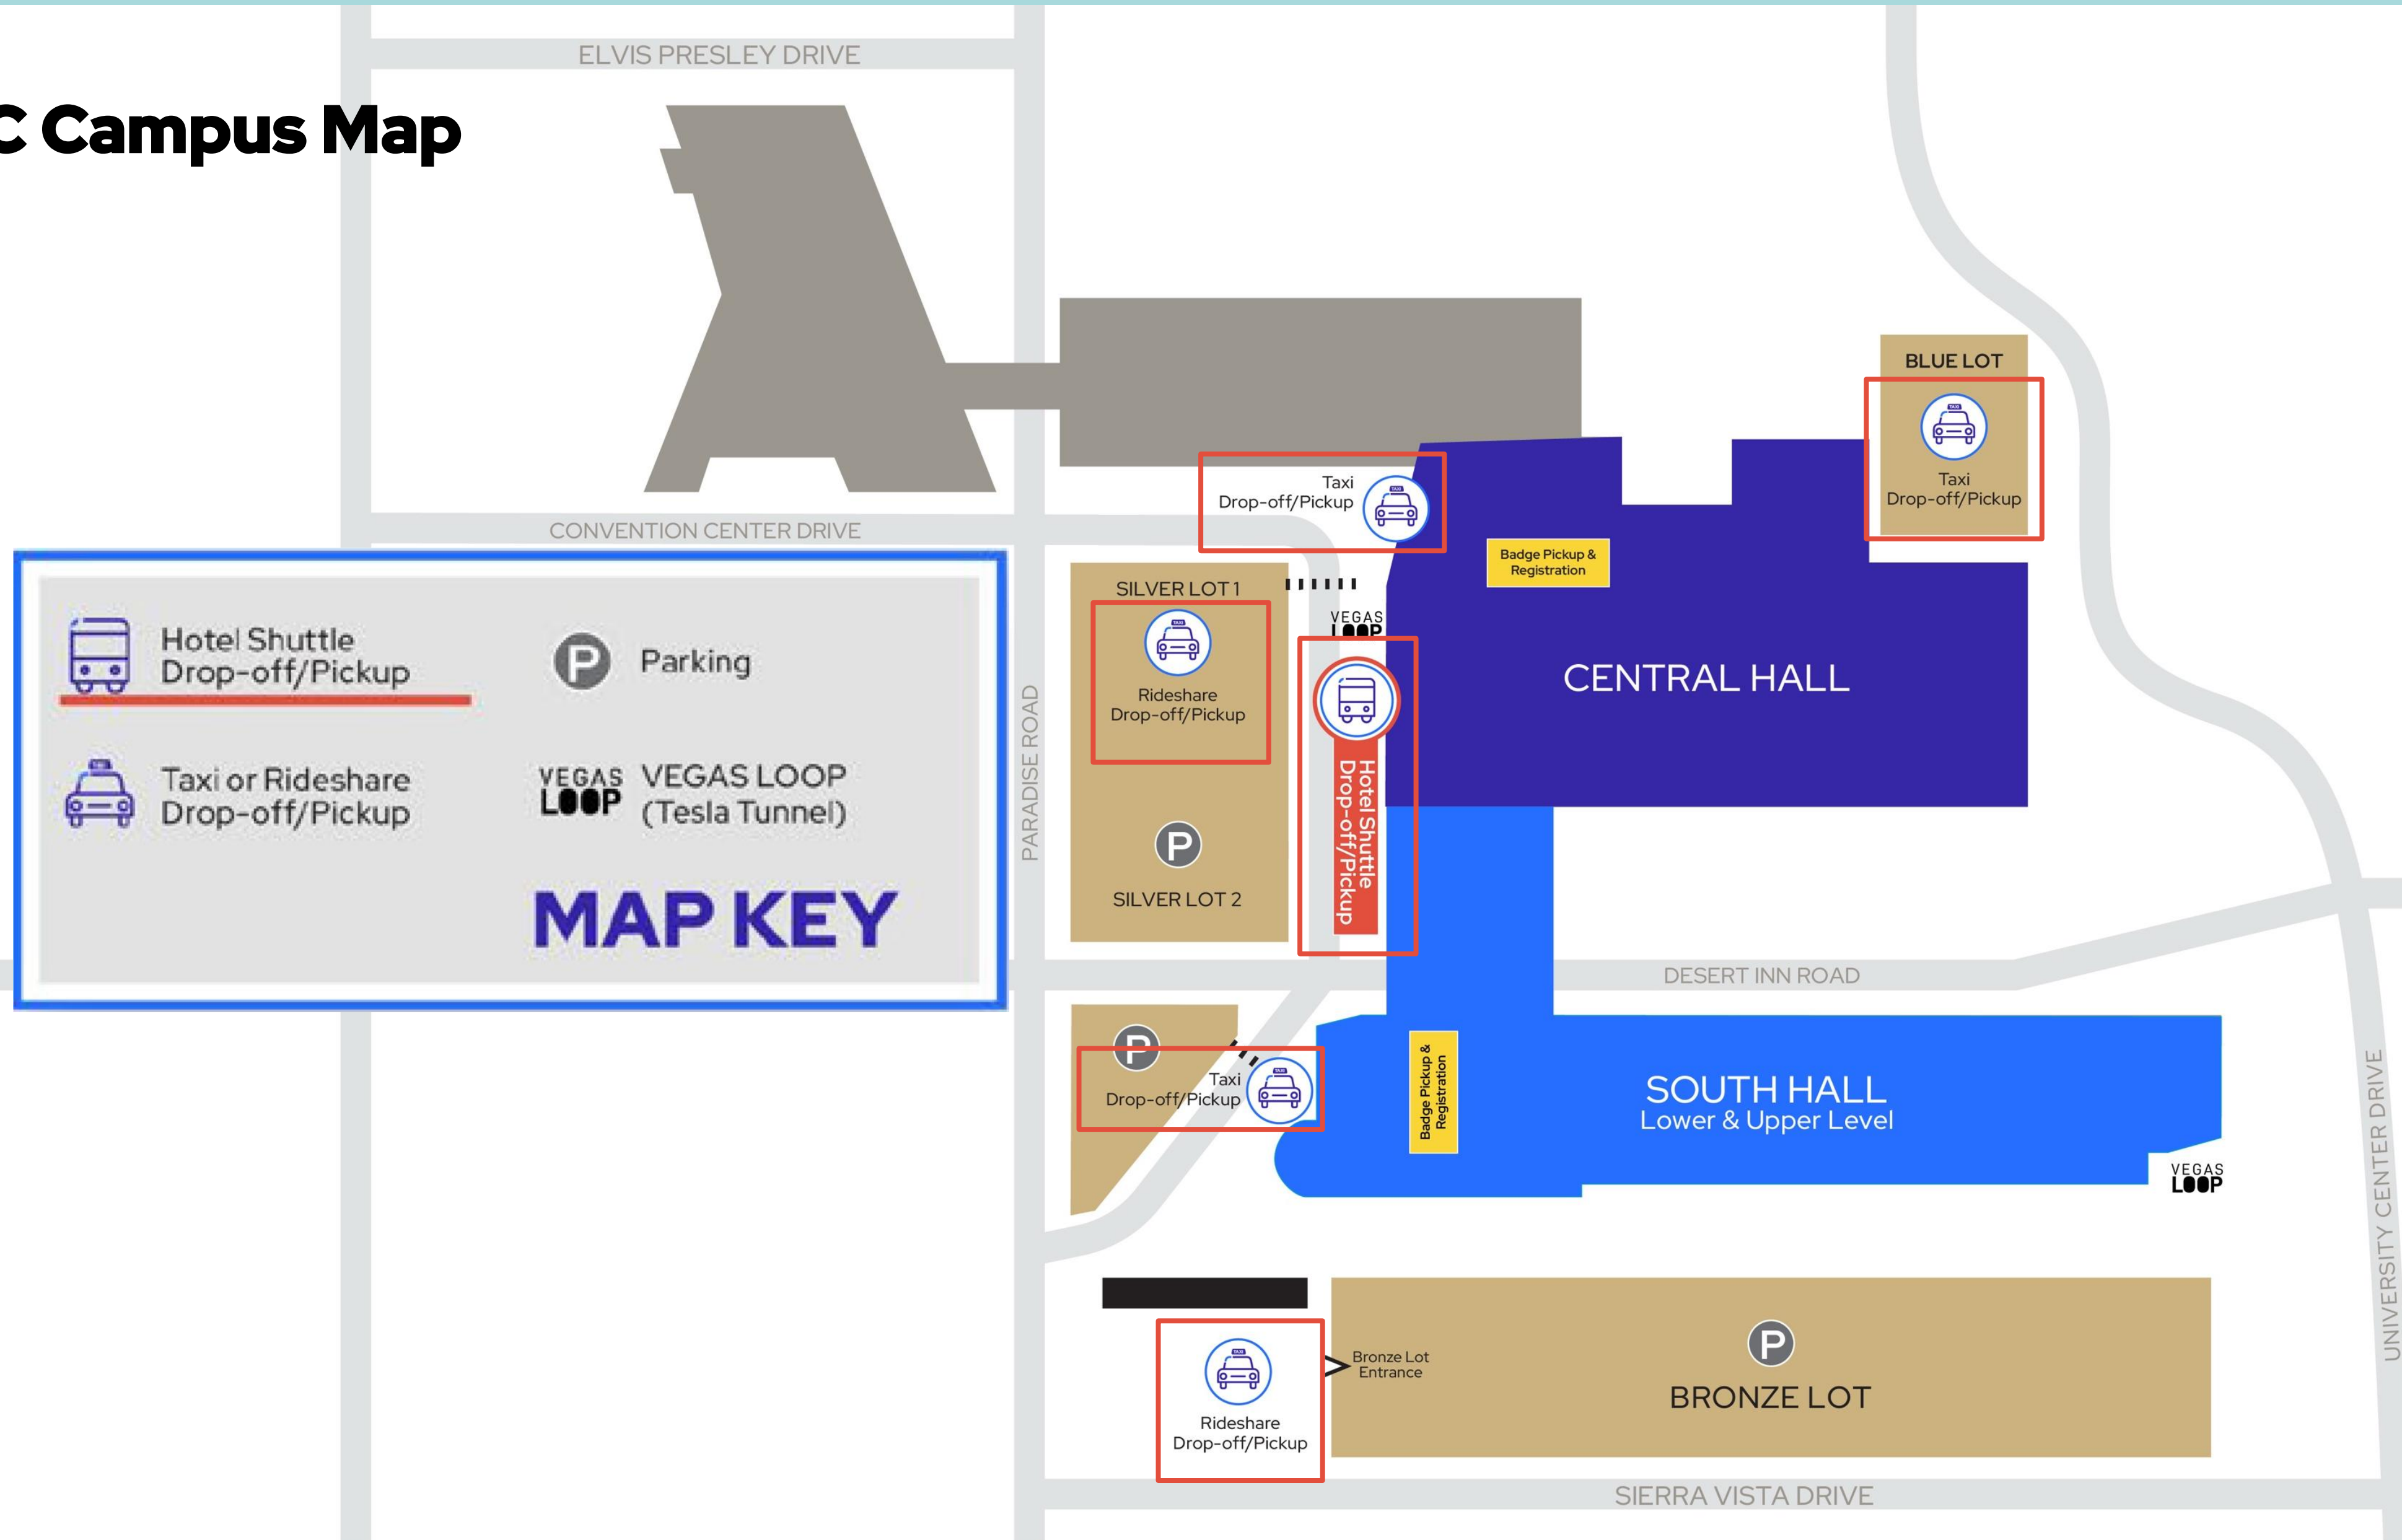 ELVIS PRESLEY DRIVE
C Campus Map
BLUE LOT
Taxi
Drop-off/Pickup
Taxi
Drop-off/Pickup
CONVENTION CENTER DRIVE
Badge Pickup &
Registration
SILVER LOT 1
VEGAS
LOOP
Rideshare
Drop-off/Pickup
CENTRAL HALL
Hotel Shuttle
Drop-off/Pickup
PARADISE ROAD
P
SILVER LOT 2
Hotel Shuttle
Drop-off/Pickup
P
Parking
Taxi or Rideshare
Drop-off/Pickup
VEGAS
LOOP
VEGAS LOOP
(Tesla Tunnel)
MAP KEY
DESERT INN ROAD
P
Taxi
Drop-off/Pickup
Badge Pickup &
Registration
SOUTH HALL
Lower & Upper Level
VEGAS
LOOP
UNIVERSITY CENTER DRIVE
Rideshare
Drop-off/Pickup
Bronze Lot
Entrance
P
BRONZE LOT
SIERRA VISTA DRIVE